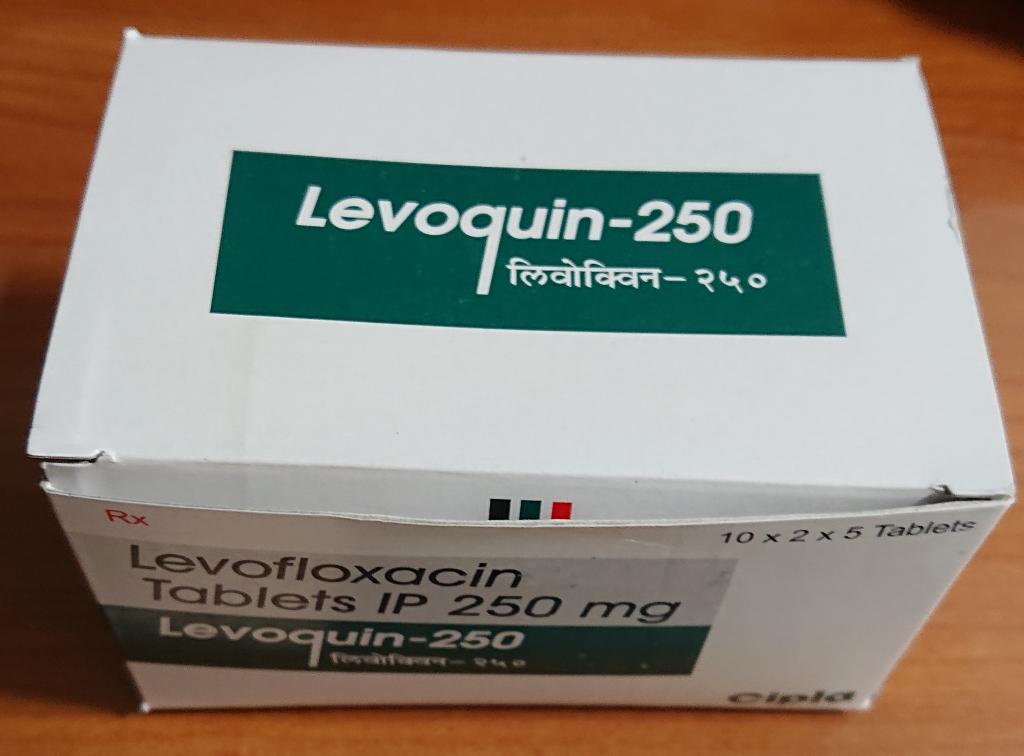 Levoquin-250
लिवोक्विन-२५०
Rx
10 x 2 x 5 Tablets
Levofloxacin
Tablets IP 250 mg
Levoquin-250
लिवोक्विन-२५०
Cipla